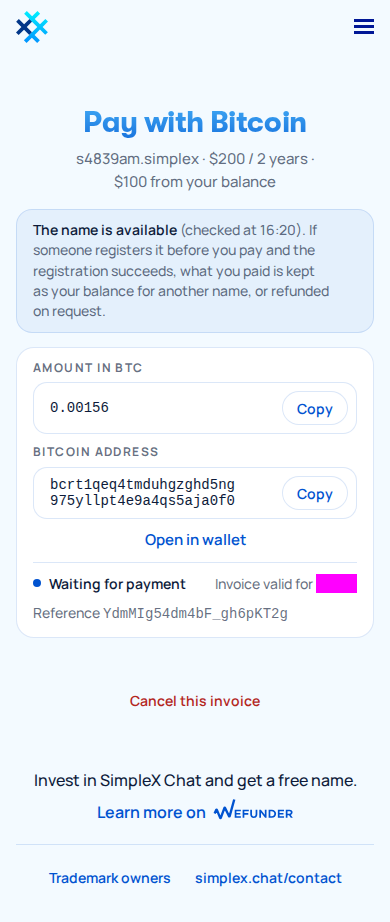 Pay with Bitcoin
s4839am.simplex · $200 / 2 years ·
$100 from your balance
The name is available (checked at 16:20). If
someone registers it before you pay and the
registration succeeds, what you paid is kept
as your balance for another name, or refunded
on request.
AMOUNT IN BTC
0.00156
Copy
BITCOIN ADDRESS
bcrt1qeq4tmduhgzghd5ng
975yllpt4e9a4qs5aja0f0
Copy
Open in wallet
Waiting for payment
Invoice valid for
Reference YdmMIg54dm4bF_gh6pKT2g
Cancel this invoice
Invest in SimpleX Chat and get a free name.
Learn more on WEFUNDER
Trademark owners
simplex.chat/contact